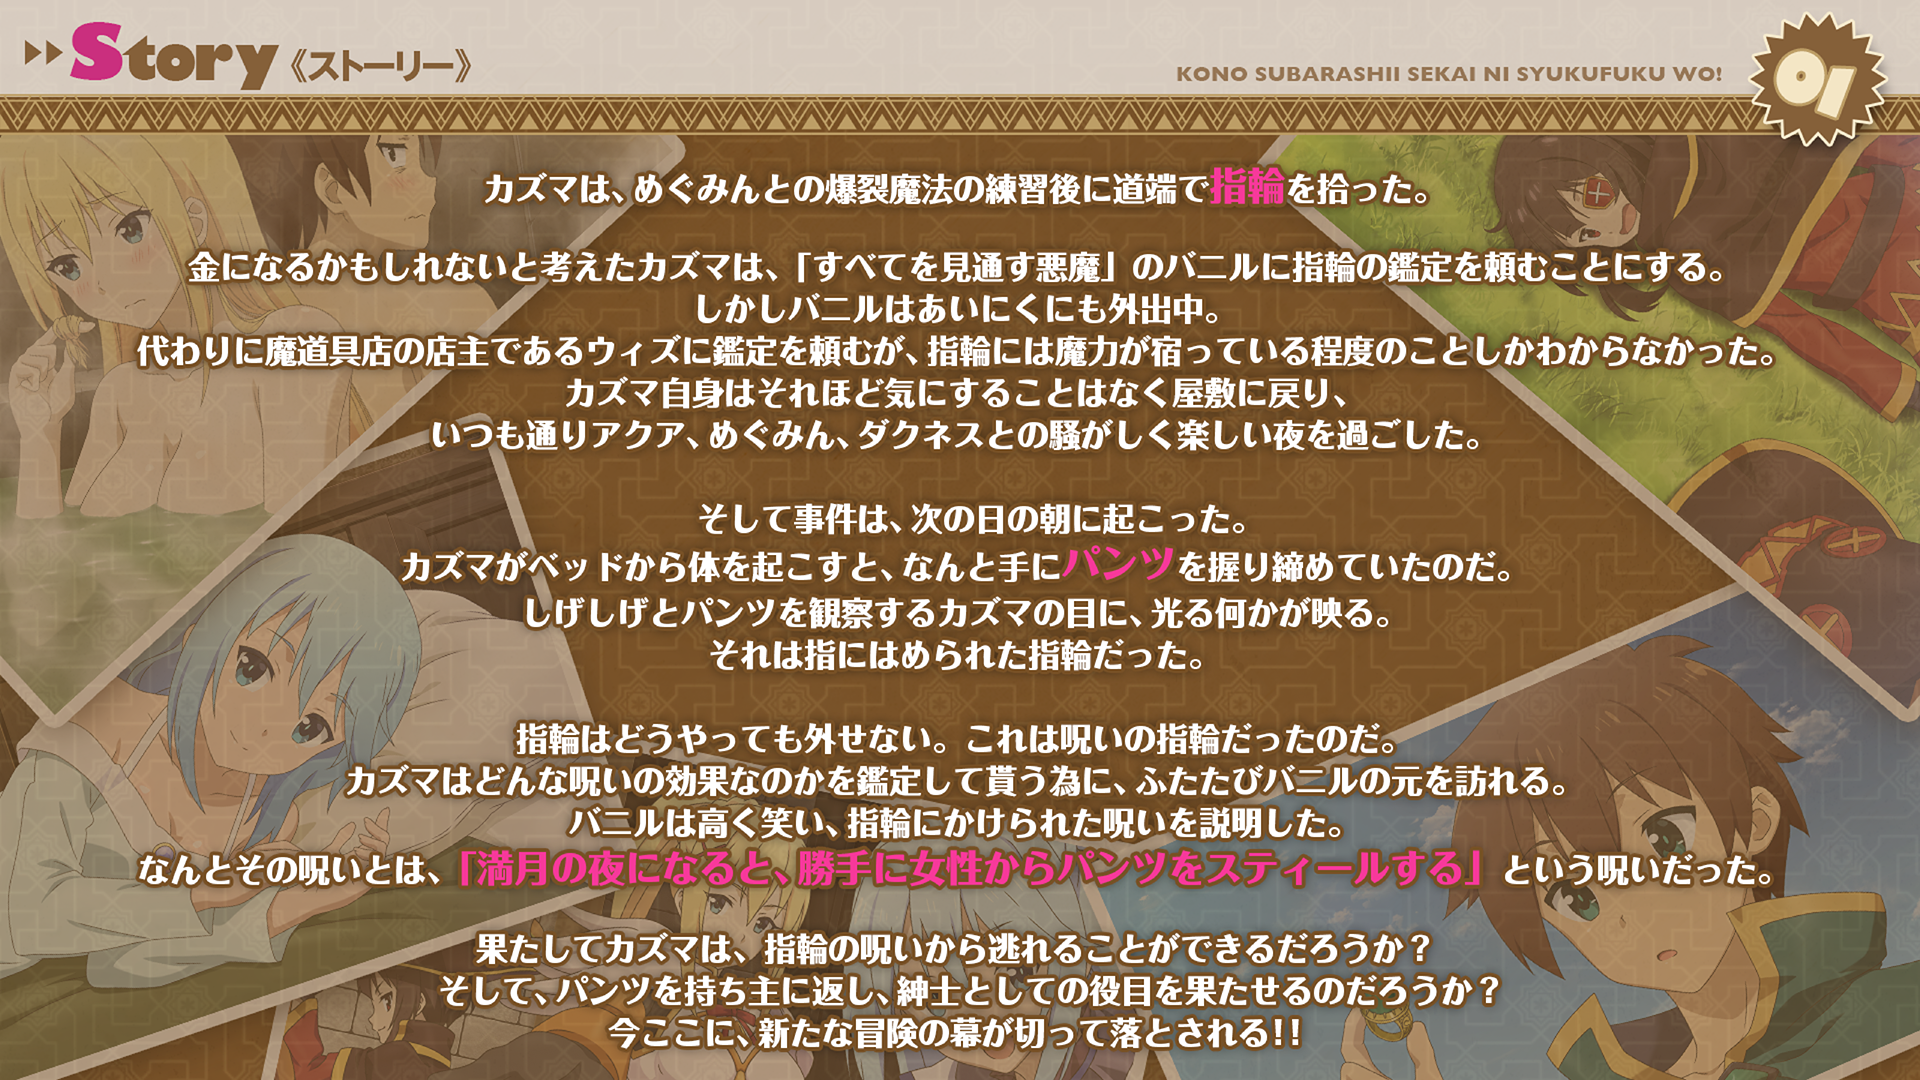 Story《ストーリー》
KONO SUBARASHII SEKAI NI SYUKUFUKU WO!
01
カズマは、めぐみんとの爆裂魔法の練習後に道端で指輪を拾った。
金になるかもしれないと考えたカズマは、「すべてを見通す悪魔」のバニルに指輪の鑑定を頼むことにする。
しかしバニルはあいにくにも外出中。
代わりに魔道具店の店主であるウィズに鑑定を頼むが、指輪には魔力が宿っている程度のことしかわからなかった。
カズマ自身はそれほど気にすることはなく屋敷に戻り、
いつも通りアクア、めぐみん、ダクネスとの騒がしく楽しい夜を過ごした。
そして事件は、次の日の朝に起こった。
カズマがベッドから体を起こすと、なんと手にパンツを握り締めていたのだ。
しげしげとパンツを観察するカズマの目に、光る何かが映る。
それは指にはめられた指輪だった。
指輪はどうやっても外せない。これは呪いの指輪だったのだ。
カズマはどんな呪いの効果なのかを鑑定して貰う為に、ふたたびバニルの元を訪れる。
バニルは高く笑い、指輪にかけられた呪いを説明した。
なんとその呪いとは、「満月の夜になると、勝手に女性からパンツをスティールする」という呪いだった。
果たしてカズマは、指輪の呪いから逃れることができるだろうか？
そして、パンツを持ち主に返し、紳士としての役目を果たせるのだろうか？
今ここに、新たな冒険の幕が切って落とされる!!